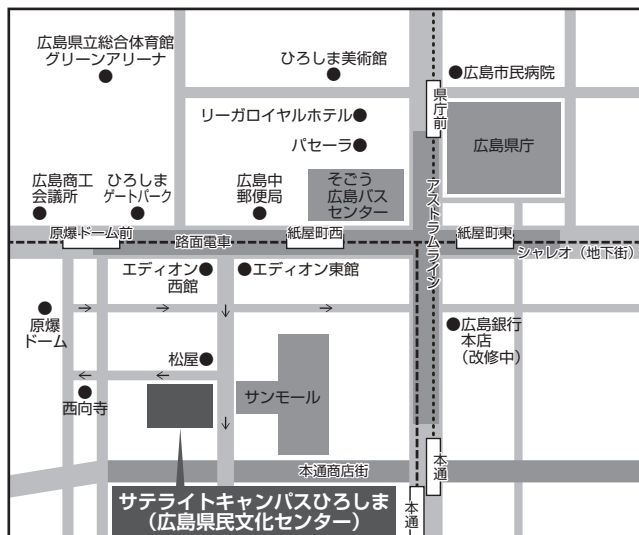 広島県立総合体育館
グリーンアリーナ
ひろしま美術館
広島市民病院
県庁前
リーガロイヤルホテル
広島県庁
パセーラ
広島商工
会議所
ひろしま
ゲートパーク
広島中
郵便局
そごう
広島バス
センター
アストラムライン
原爆ドーム前
路面電車
紙屋町西
紙屋町東
シャレオ（地下街）
エディオン
西館
エディオン東館
原爆
ドーム
広島銀行
本店
（改修中）
松屋
西向寺
サンモール
本通
本通商店街
サテライトキャンパスひろしま
（広島県民文化センター）
本通